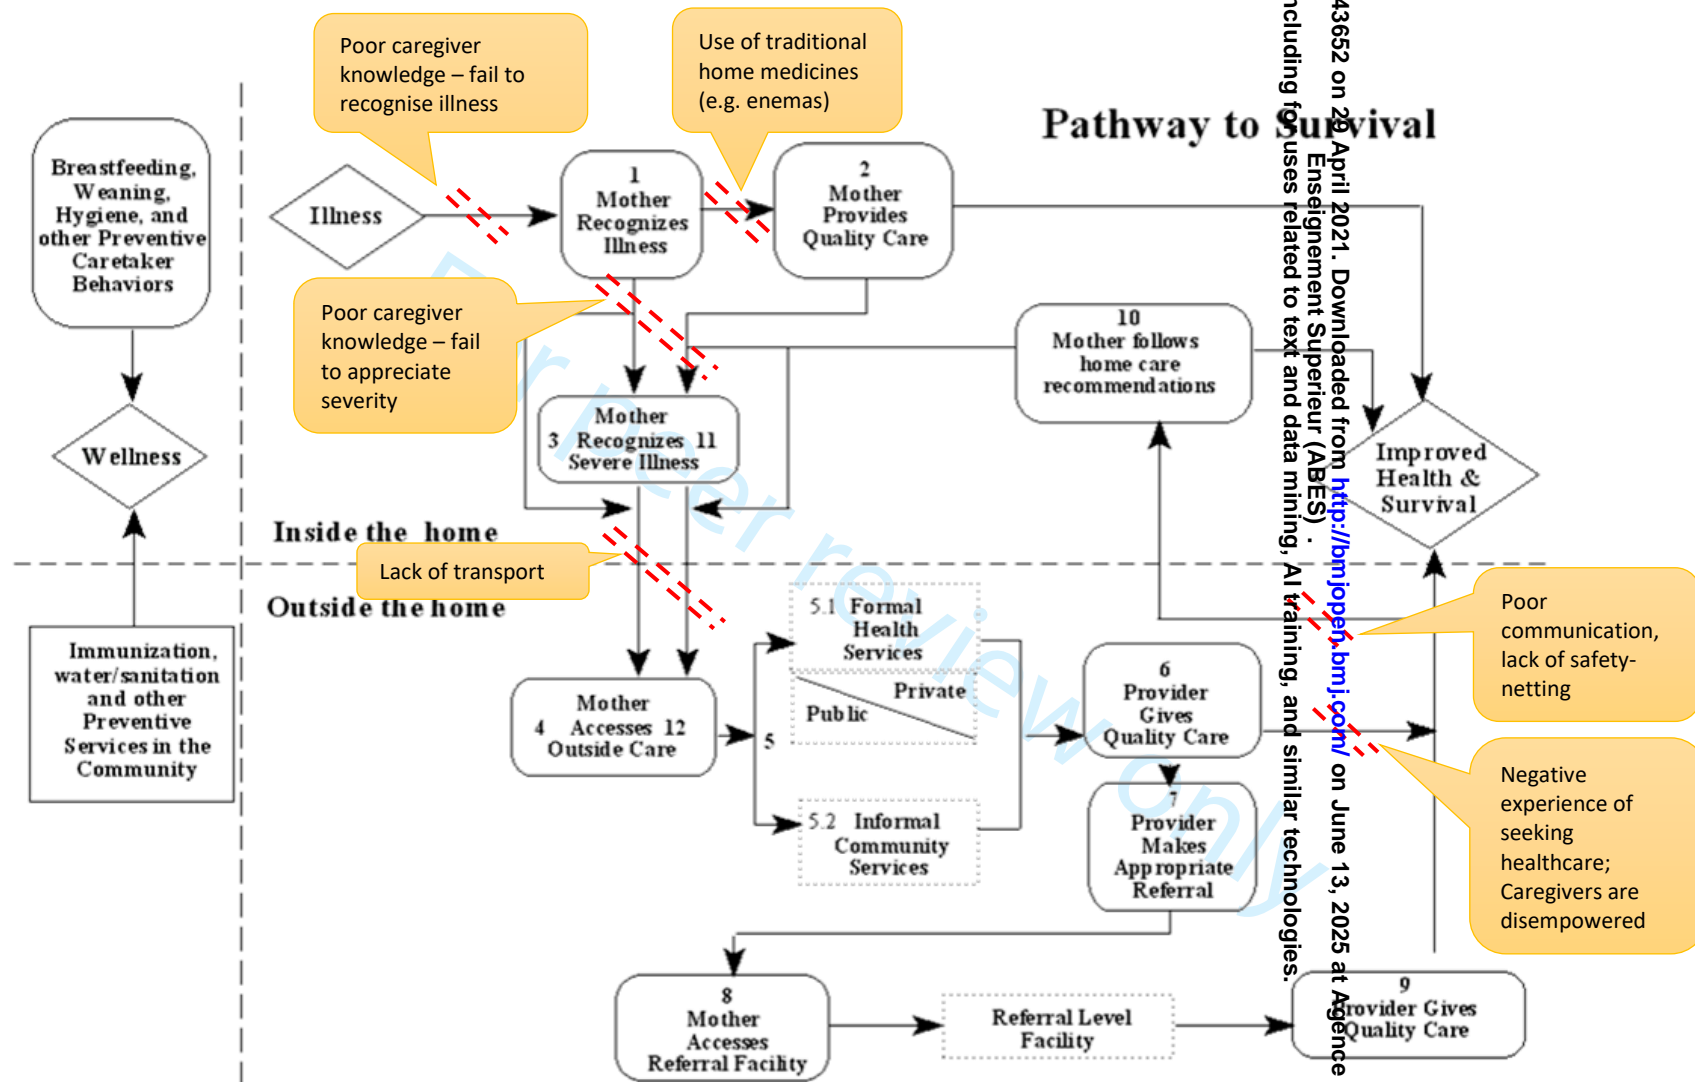 Poor caregiver
knowledge – fail to
recognise illness
Use of traditional
home medicines
(e.g. enemas)
Pathway to Survival
Breastfeeding,
Weaning,
Hygiene, and
other Preventive
Caretaker
Behaviors
Illness
1
Mother
Recognizes
Illness
2
Mother
Provides
Quality Care
Poor caregiver
knowledge – fail
to appreciate
severity
10
Mother follows
home care
recommendations
Mother
3 Recognizes 11
Severe Illness
Wellness
Improved
Health &
Survival
Inside the home
Lack of transport
Outside the home
Immunization,
water/sanitation
and other
Preventive
Services in the
Community
5.1 Formal
Health
Services
Private
Public
Mother
4 Accesses 12
Outside Care
5
5.2 Informal
Community
Services
6
Provider
Gives
Quality Care
7
Provider
Makes
Appropriate
Referral
Poor
communication,
lack of safety-
netting
Negative
experience of
seeking
healthcare;
Caregivers are
disempowered
8
Mother
Accesses
Referral Facility
Referral Level
Facility
9
Provider Gives
Quality Care
For peer review only
43652 on 29 April 2021. Downloaded from http://bmjopen.bmj.com/ on June 13, 2025 at Agence
Enseignement Superieur (ABES) .
ncluding for uses related to text and data mining, AI training, and similar technologies.